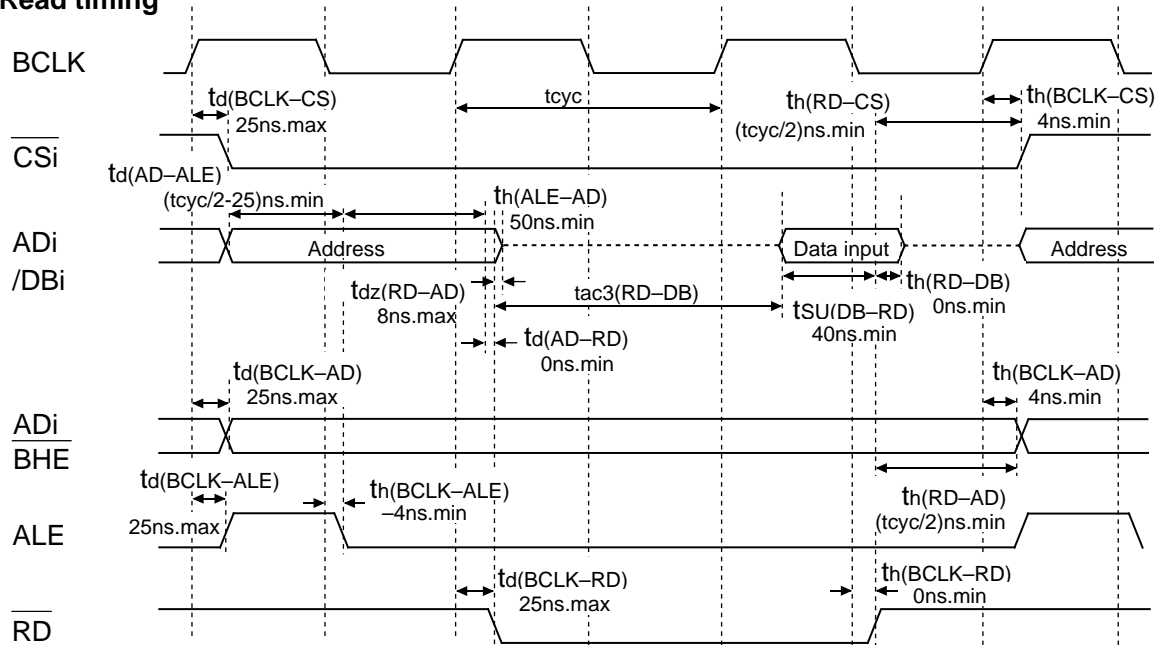 Read timing
BCLK
td(BCLK–CS)
25ns.max
tcyc
th(RD–CS)
(tcyc/2)ns.min
th(BCLK–CS)
4ns.min
CSi
td(AD–ALE)
(tcyc/2-25)ns.min
th(ALE–AD)
50ns.min
ADi
/DBi
Address
Data input
Address
tdz(RD–AD)
8ns.max
tac3(RD–DB)
th(RD–DB)
0ns.min
tSU(DB–RD)
40ns.min
td(AD–RD)
0ns.min
td(BCLK–AD)
25ns.max
th(BCLK–AD)
4ns.min
ADi
BHE
td(BCLK–ALE)
25ns.max
th(BCLK–ALE)
–4ns.min
th(RD–AD)
(tcyc/2)ns.min
ALE
td(BCLK–RD)
25ns.max
th(BCLK–RD)
0ns.min
RD